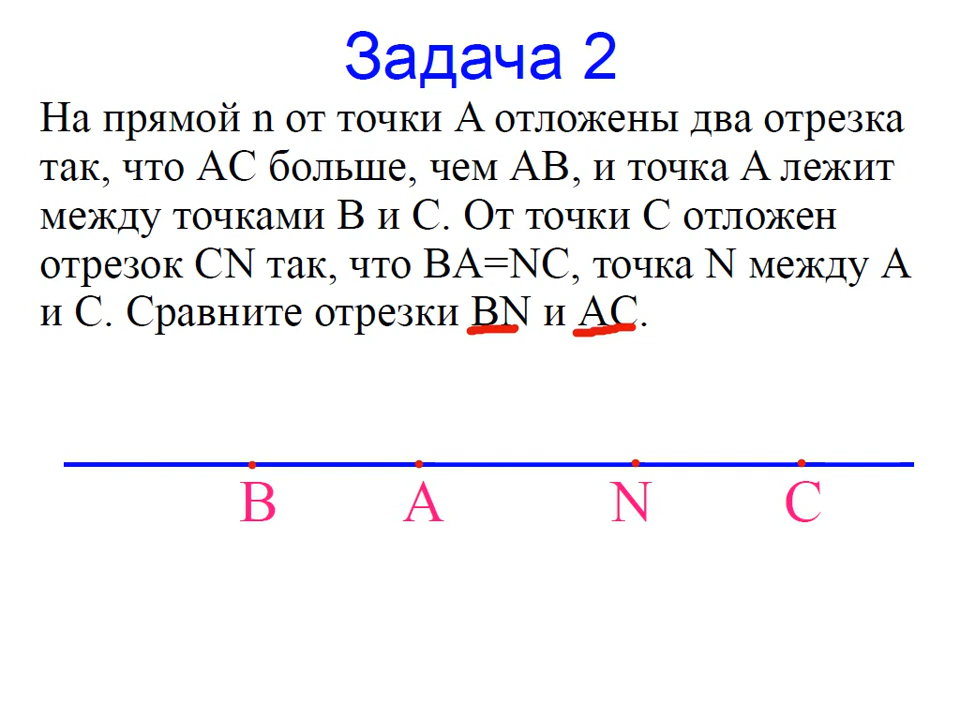 Задача 2
На прямой n от точки A отложены два отрезка
так, что AC больше, чем AB, и точка A лежит
между точками B и C. От точки C отложен
отрезок CN так, что BA=NC, точка N между A
и C. Сравните отрезки BN и AC.
B A N C